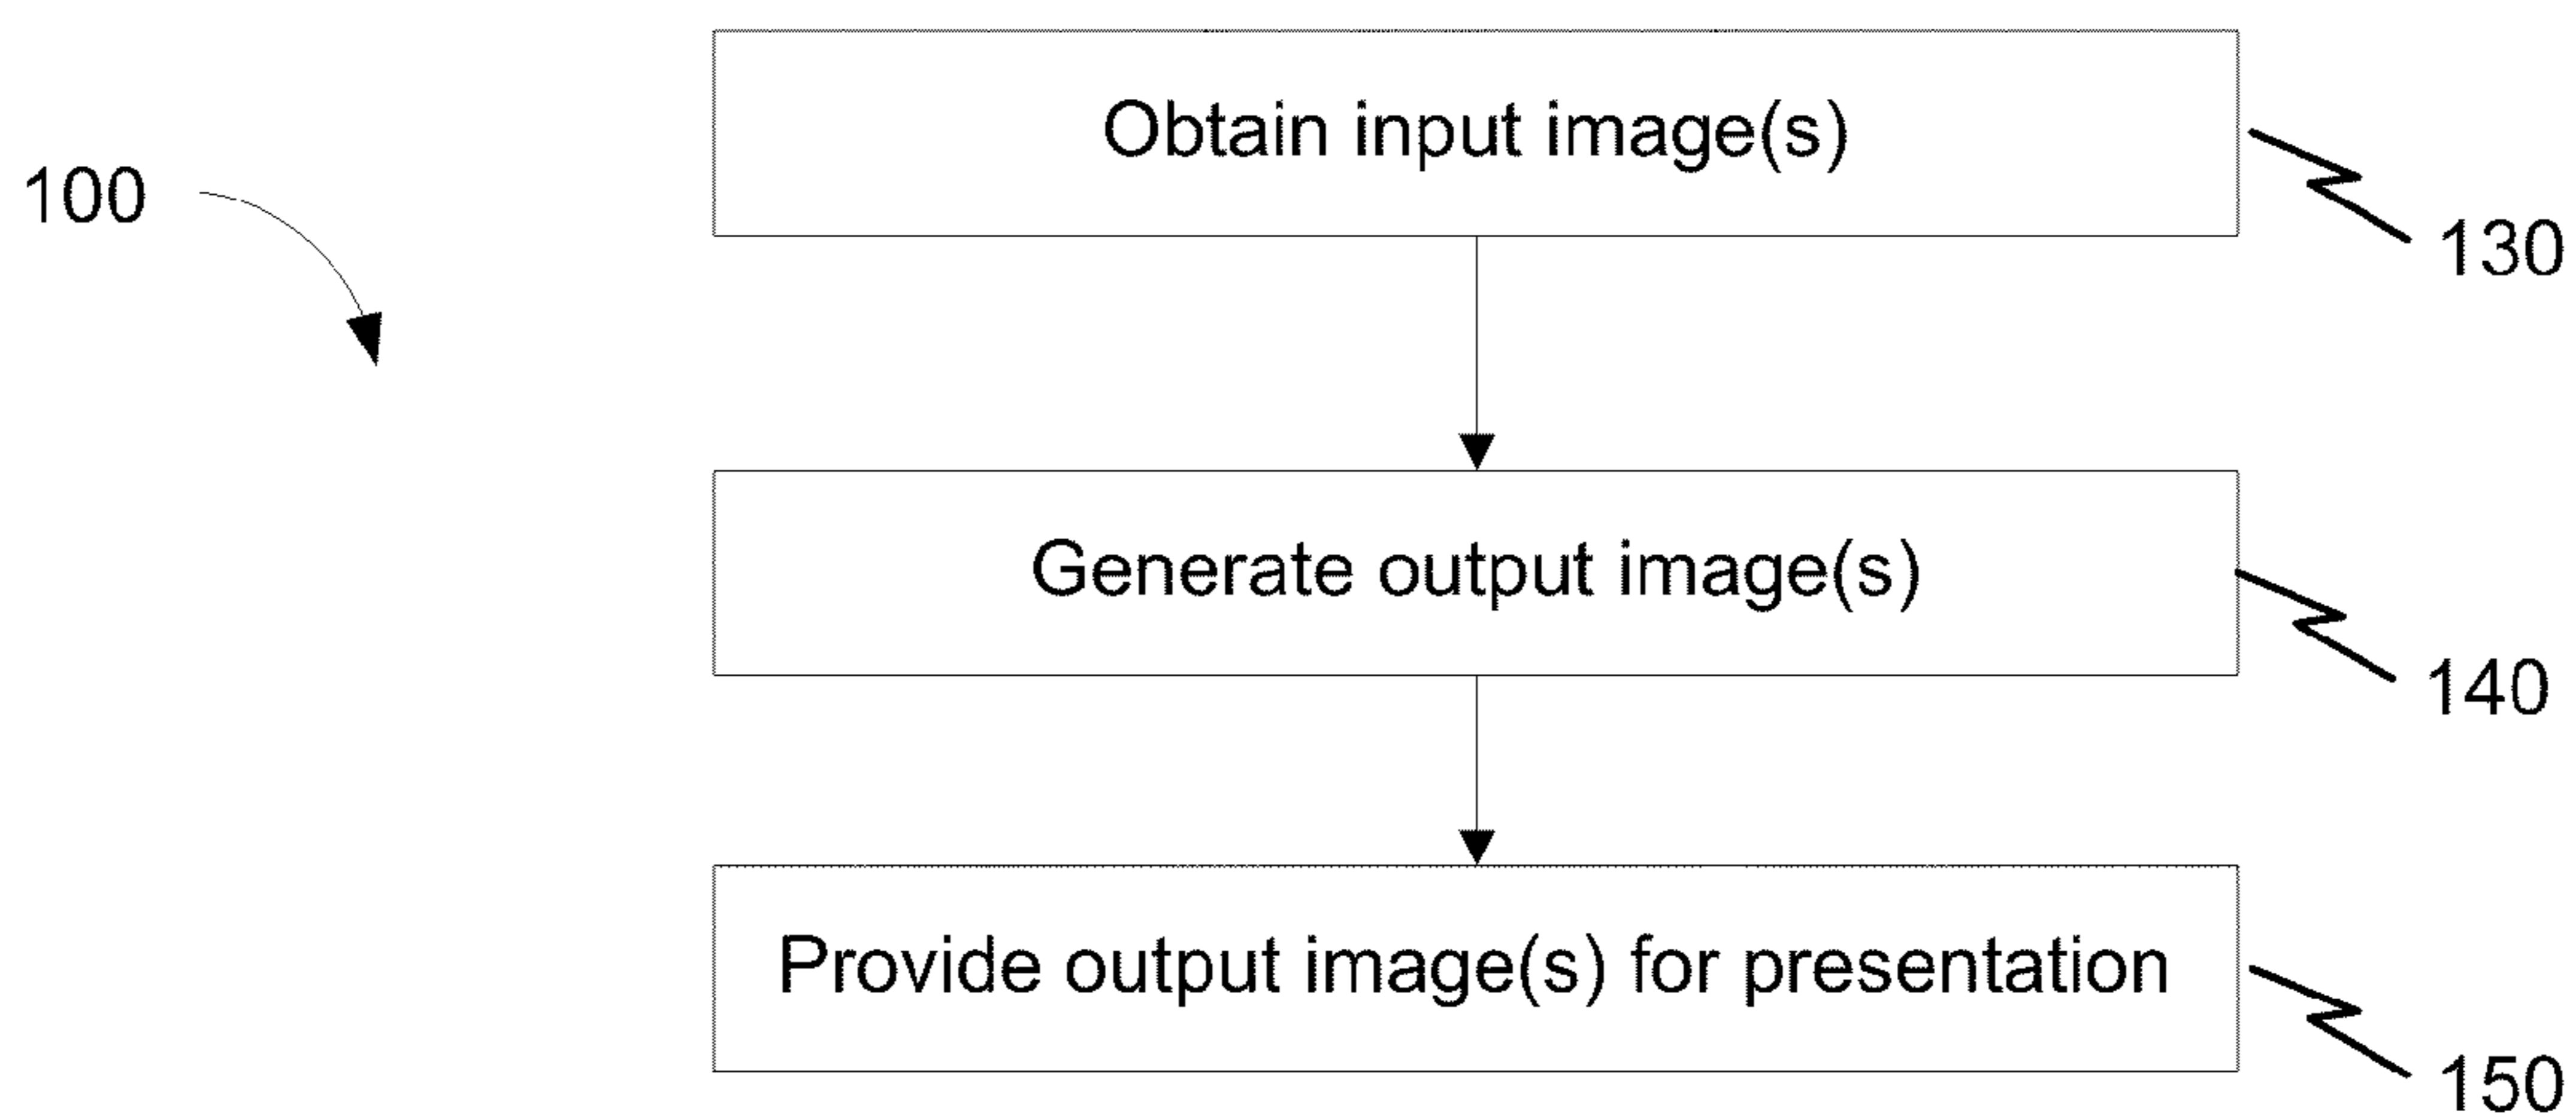 Obtain input image(s)
100
130
Generate output image(s)
140
Provide output image(s) for presentation
150